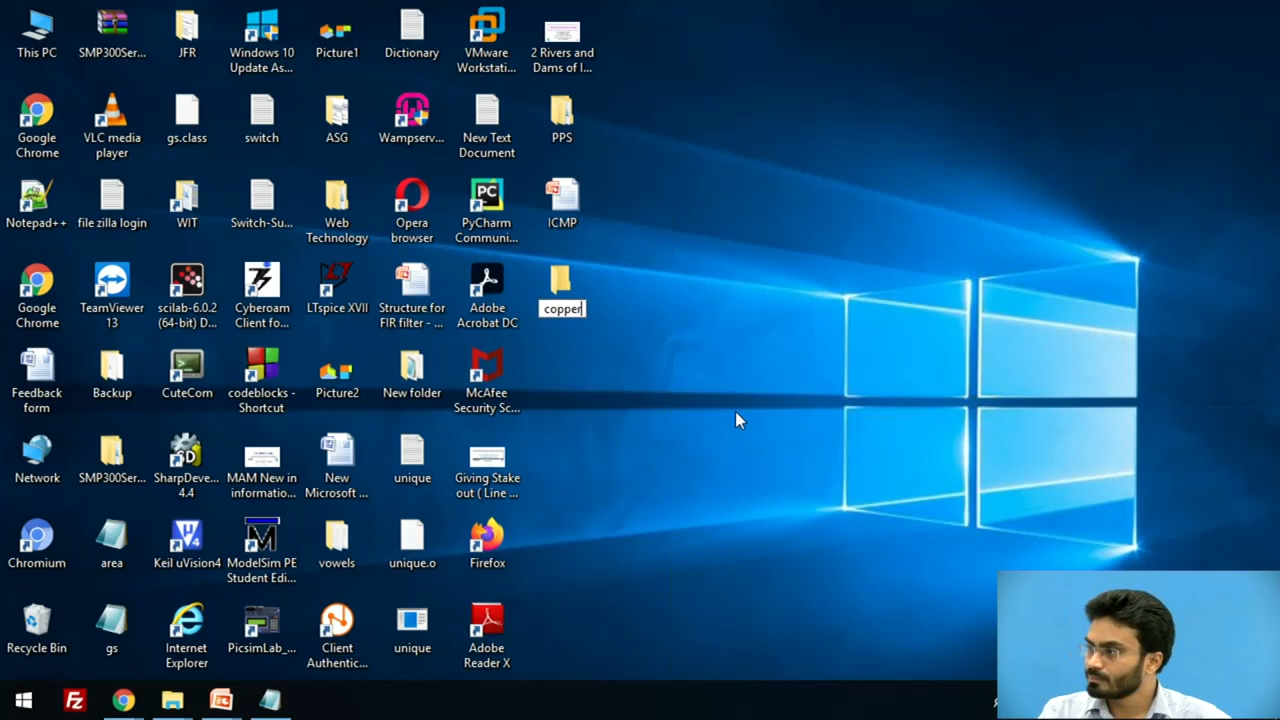 This PC
SMP300Ser...
JFR
Windows 10
Update As...
Picture1
Dictionary
VMware
Workstati...
2 Rivers and
Dams of I...
Google
Chrome
VLC media
player
gs.class
switch
ASG
Wampserv...
New Text
Document
PPS
Notepad++
file zilla login
WIT
Switch-Su...
Web
Technology
Opera
browser
PyCharm
Communi...
ICMP
Google
Chrome
TeamViewer
13
scilab-6.0.2
(64-bit) D...
Cyberoam
Client fo...
LTspice XVII
Structure for
FIR filter - ...
Adobe
Acrobat DC
copper
Feedback
form
Backup
CuteCom
codeblocks -
Shortcut
Picture2
New folder
McAfee
Security Sc...
Network
SMP300Ser...
SharpDeve...
4.4
MAM New in
informatio...
New
Microsoft ...
unique
Giving Stake
out ( Line ...
Chromium
area
Keil uVision4
ModelSim PE
Student Edi...
vowels
unique.o
Firefox
Recycle Bin
gs
Internet
Explorer
PicsimLab_...
Client
Authentic...
unique
Adobe
Reader X